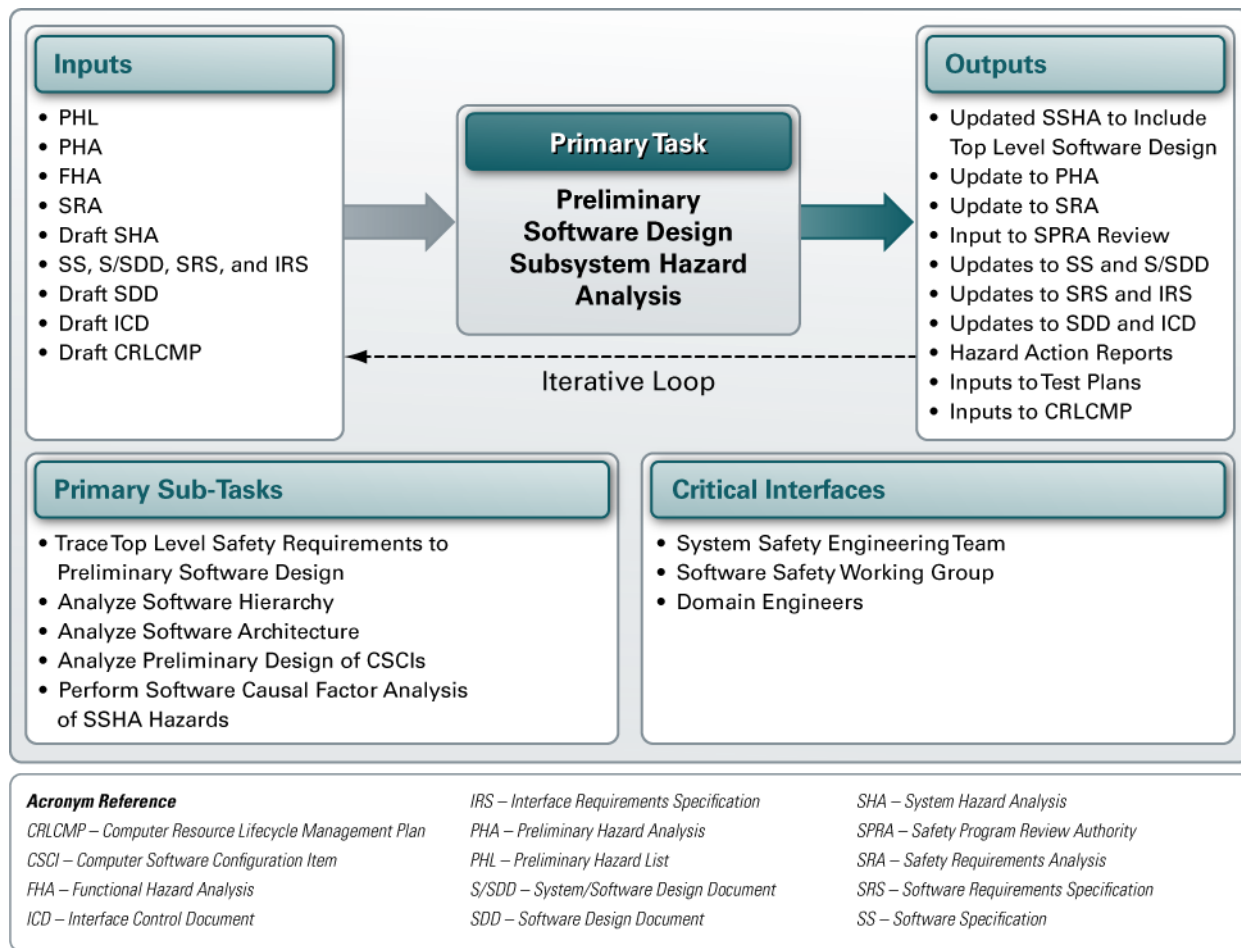 Inputs
• PHL
• PHA
• FHA
• SRA
• Draft SHA
• SS, S/SDD, SRS, and IRS
• Draft SDD
• Draft ICD
• Draft CRLCMP
Primary Task
Preliminary
Software Design
Subsystem Hazard
Analysis
Iterative Loop
Outputs
• Updated SSHA to Include
Top Level Software Design
• Update to PHA
• Update to SRA
• Input to SPRA Review
• Updates to SS and S/SDD
• Updates to SRS and IRS
• Updates to SDD and ICD
• Hazard Action Reports
• Inputs to Test Plans
• Inputs to CRLCMP
Primary Sub-Tasks
• Trace Top Level Safety Requirements to
Preliminary Software Design
• Analyze Software Hierarchy
• Analyze Software Architecture
• Analyze Preliminary Design of CSCIs
• Perform Software Causal Factor Analysis
of SSHA Hazards
Critical Interfaces
• System Safety Engineering Team
• Software Safety Working Group
• Domain Engineers
Acronym Reference
CRLCMP – Computer Resource Lifecycle Management Plan
CSCI – Computer Software Configuration Item
FHA – Functional Hazard Analysis
ICD – Interface Control Document
IRS – Interface Requirements Specification
PHA – Preliminary Hazard Analysis
PHL – Preliminary Hazard List
S/SDD – System/Software Design Document
SDD – Software Design Document
SHA – System Hazard Analysis
SPRA – Safety Program Review Authority
SRA – Safety Requirements Analysis
SRS – Software Requirements Specification
SS – Software Specification